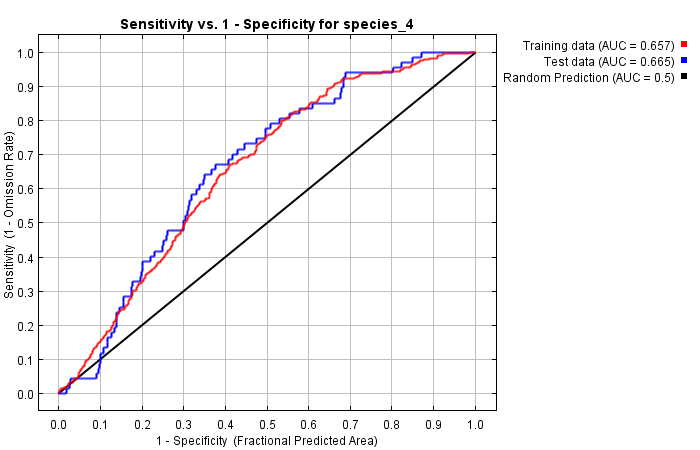 Sensitivity vs. 1 - Specificity for species_4
Training data (AUC = 0.657)
Test data (AUC = 0.665)
Random Prediction (AUC = 0.5)
Sensitivity (1 - Omission Rate)
1.0
0.9
0.8
0.7
0.6
0.5
0.4
0.3
0.2
0.1
0.0
0.0 0.1 0.2 0.3 0.4 0.5 0.6 0.7 0.8 0.9 1.0
1 - Specificity (Fractional Predicted Area)